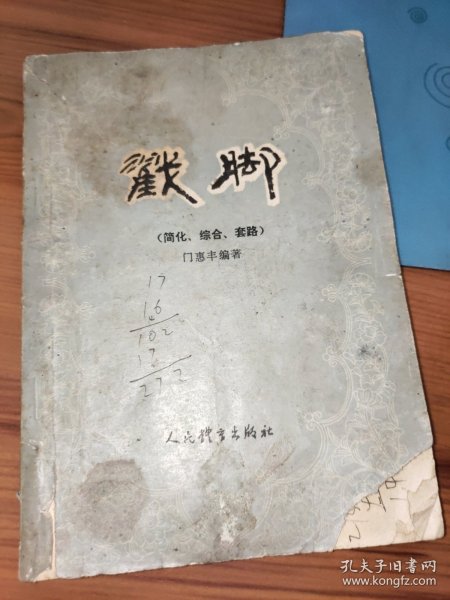 戳脚
(简化、综合、套路)
门惠丰编著
17
16
102
17
272
人民体育出版社
孔夫子旧书网
www.kongfz.com